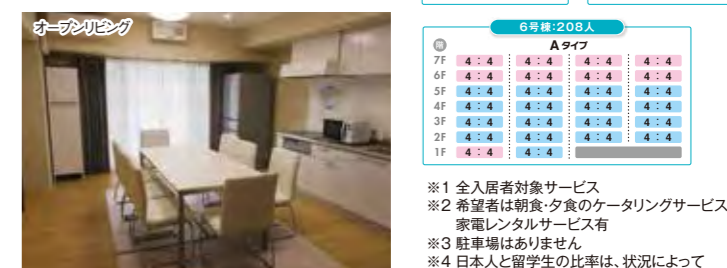 オープンリビング
6号棟:208人
階 Aタイプ
7F 4:4 4:4 4:4 4:4
6F 4:4 4:4 4:4 4:4
5F 4:4 4:4 4:4 4:4
4F 4:4 4:4 4:4 4:4
3F 4:4 4:4 4:4 4:4
2F 4:4 4:4 4:4 4:4
1F 4:4 4:4
※1 全入居者対象サービス
※2 希望者は朝食・夕食のケータリングサービス
家電レンタルサービス有
※3 駐車場はありません
※4 日本人と留学生の比率は、状況によって